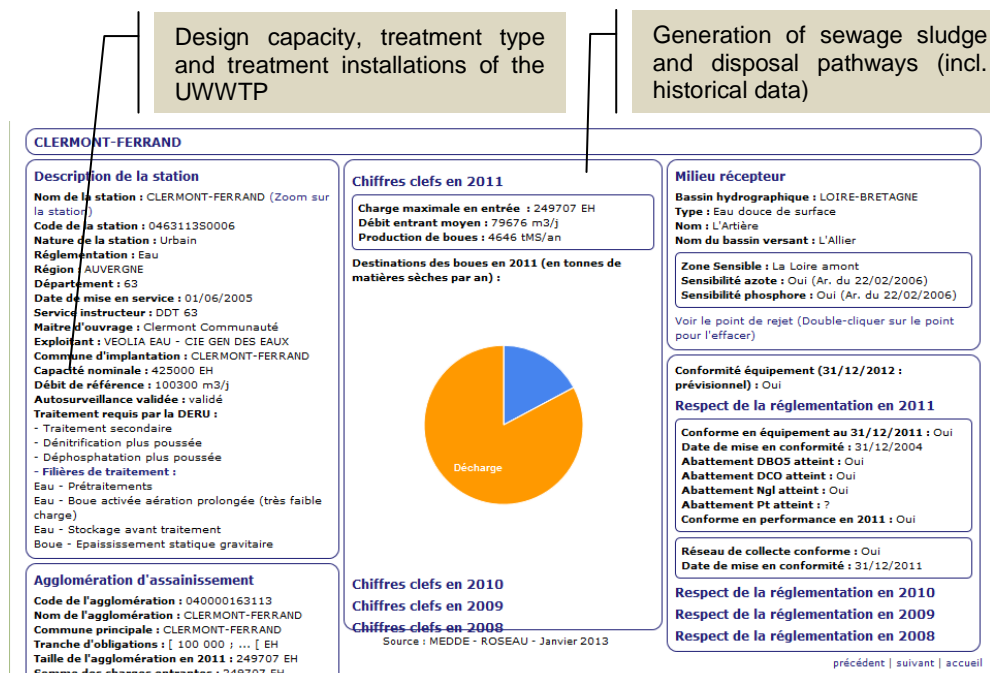 Design capacity, treatment type
and treatment installations of the
UWWTP
Generation of sewage sludge
and disposal pathways (incl.
historical data)
CLERMONT-FERRAND
Description de la station
Nom de la station : CLERMONT-FERRAND (Zoom sur
la station)
Code de la station : 0463113S0006
Nature de la station : Urbain
Réglementation : Eau
Région : AUVERGNE
Département : 63
Date de mise en service : 01/06/2005
Service instructeur : DDT 63
Maitre d'ouvrage : Clermont Communauté
Exploitant : VEOLIA EAU - CIE GEN DES EAUX
Commune d'implantation : CLERMONT-FERRAND
Capacité nominale : 425000 EH
Débit de référence : 100300 m3/j
Autosurveillance validée : validé
Traitement requis par la DERU :
- Traitement secondaire
- Dénitrification plus poussée
- Déphosphatation plus poussée
- Filières de traitement :
Eau - Prétraitements
Eau - Boue activée aération prolongée (très faible
charge)
Eau - Stockage avant traitement
Boue - Epaississement statique gravitaire
Agglomération d'assainissement
Code de l'agglomération : 040000163113
Nom de l'agglomération : CLERMONT-FERRAND
Commune principale : CLERMONT-FERRAND
Tranche d'obligations : [ 100 000 ; ... [ EH
Taille de l'agglomération en 2011 : 249707 EH
Somme des charges entrantes : 249707 EH
Chiffres clefs en 2011
Charge maximale en entrée : 249707 EH
Débit entrant moyen : 79676 m3/j
Production de boues : 4646 tMS/an
Destinations des boues en 2011 (en tonnes de
matières sèches par an) :
Décharge
Chiffres clefs en 2010
Chiffres clefs en 2009
Chiffres clefs en 2008
Source : MEDDE - ROSEAU - Janvier 2013
Milieu récepteur
Bassin hydrographique : LOIRE-BRETAGNE
Type : Eau douce de surface
Nom : L'Artière
Nom du bassin versant : L'Allier
Zone Sensible : La Loire amont
Sensibilité azote : Oui (Ar. du 22/02/2006)
Sensibilité phosphore : Oui (Ar. du 22/02/2006)
Voir le point de rejet (Double-cliquer sur le point
pour l'effacer)
Conformité équipement (31/12/2012 :
prévisionnel) : Oui
Respect de la réglementation en 2011
Conforme en équipement au 31/12/2011 : Oui
Date de mise en conformité : 31/12/2004
Abattement DBO5 atteint : Oui
Abattement DCO atteint : Oui
Abattement Ngl atteint : Oui
Abattement Pt atteint : ?
Conforme en performance en 2011 : Oui
Réseau de collecte conforme : Oui
Date de mise en conformité : 31/12/2011
Respect de la réglementation en 2010
Respect de la réglementation en 2009
Respect de la réglementation en 2008
précédent | suivant | accueil